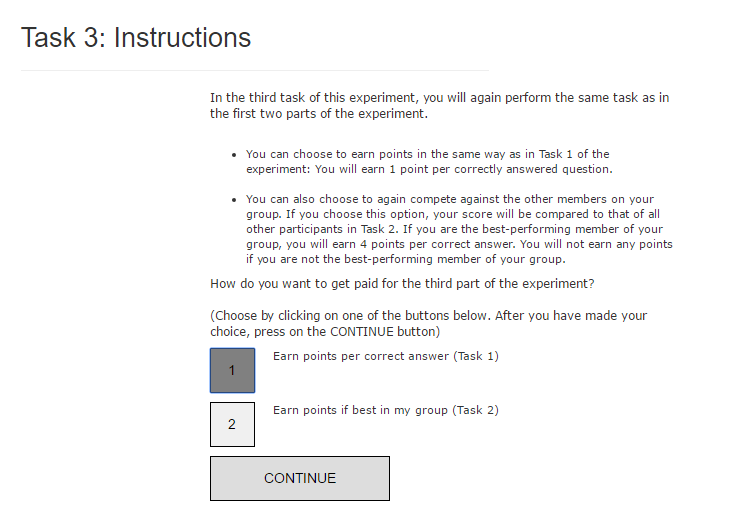 Task 3: Instructions
In the third task of this experiment, you will again perform the same task as in
the first two parts of the experiment.
• You can choose to earn points in the same way as in Task 1 of the
experiment: You will earn 1 point per correctly answered question.
• You can also choose to again compete against the other members on your
group. If you choose this option, your score will be compared to that of all
other participants in Task 2. If you are the best-performing member of your
group, you will earn 4 points per correct answer. You will not earn any points
if you are not the best-performing member of your group.
How do you want to get paid for the third part of the experiment?
(Choose by clicking on one of the buttons below. After you have made your
choice, press on the CONTINUE button)
1 Earn points per correct answer (Task 1)
2 Earn points if best in my group (Task 2)
CONTINUE